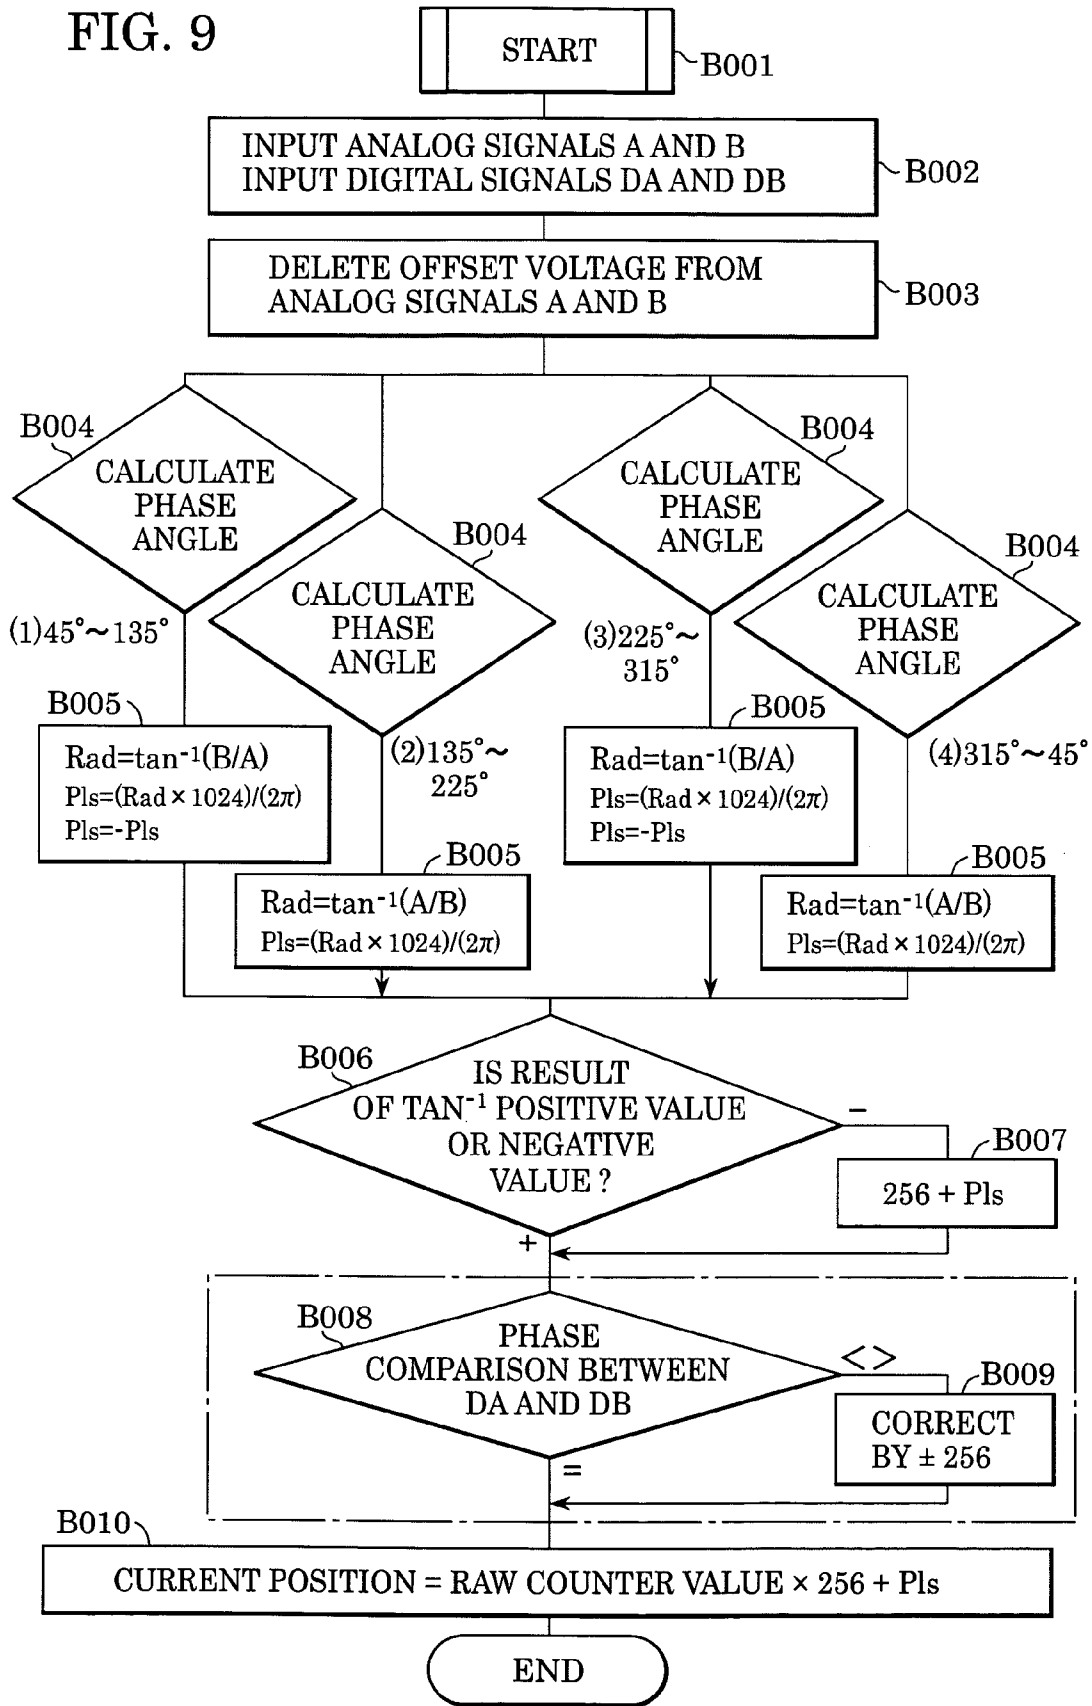 FIG. 9
START
B001
INPUT ANALOG SIGNALS A AND B
INPUT DIGITAL SIGNALS DA AND DB
B002
DELETE OFFSET VOLTAGE FROM
ANALOG SIGNALS A AND B
B003
B004
CALCULATE
PHASE
ANGLE
(1)45°~135°
B004
CALCULATE
PHASE
ANGLE
(2)135°~
225°
B004
CALCULATE
PHASE
ANGLE
(3)225°~
315°
B004
CALCULATE
PHASE
ANGLE
(4)315°~45°
B005
Rad=tan⁻¹(B/A)
Pls=(Rad × 1024)/(2π)
Pls=-Pls
B005
Rad=tan⁻¹(A/B)
Pls=(Rad × 1024)/(2π)
B005
Rad=tan⁻¹(B/A)
Pls=(Rad × 1024)/(2π)
Pls=-Pls
B005
Rad=tan⁻¹(A/B)
Pls=(Rad × 1024)/(2π)
B006
IS RESULT
OF TAN⁻¹ POSITIVE VALUE
OR NEGATIVE
VALUE ?
−
B007
256 + Pls
+
B008
PHASE
COMPARISON BETWEEN
DA AND DB
< >
B009
CORRECT
BY ± 256
=
B010
CURRENT POSITION = RAW COUNTER VALUE × 256 + Pls
END